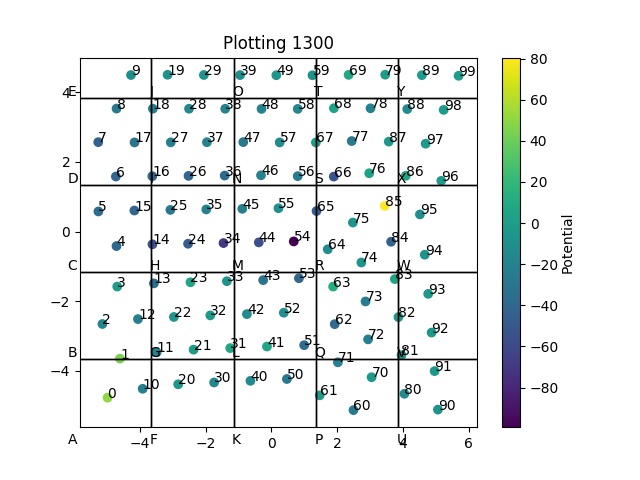 Plotting 1300
9 19 29 39 49 59 69 79 89 99
E I O T Y
8 18 28 38 48 58 68 78 88 98
7 17 27 37 47 57 67 77 87 97
6 16 26 36 46 56 66 76 86 96
D N S X
5 15 25 35 45 55 65 75 85 95
4 14 24 34 44 54 64 74 84 94
C H M R W
3 13 23 33 43 53 63 73 83 93
2 12 22 32 42 52 62 72 82 92
1 11 21 31 41 51 61 71 81 91
B G L Q V
0 10 20 30 40 50 60 70 80 90
A F K P U
4
2
0
−2
−4
−4 −2 0 2 4 6
80
60
40
20
0
−20
−40
−60
−80
Potential